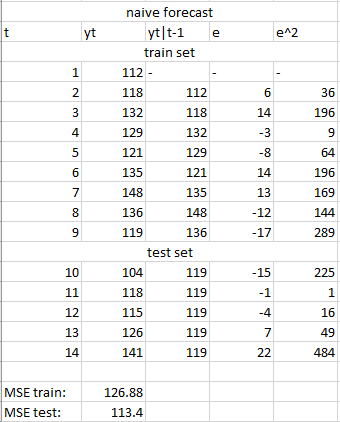 naive forecast
t yt yt|t-1 e e^2
train set
1 112 - - -
2 118 112 6 36
3 132 118 14 196
4 129 132 -3 9
5 121 129 -8 64
6 135 121 14 196
7 148 135 13 169
8 136 148 -12 144
9 119 136 -17 289
test set
10 104 119 -15 225
11 118 119 -1 1
12 115 119 -4 16
13 126 119 7 49
14 141 119 22 484
MSE train: 126.88
MSE test: 113.4